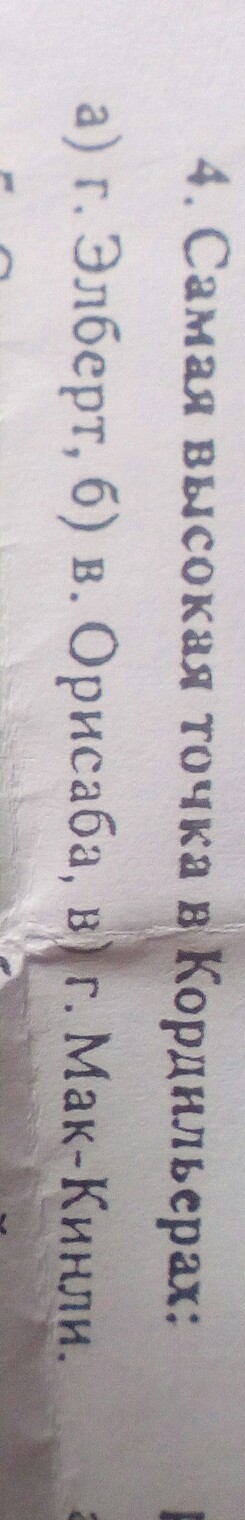 4. Самая высокая точка в Кордильерах:
а) г. Элберт, б) в. Орисаба, в) г. Мак-Кинли.